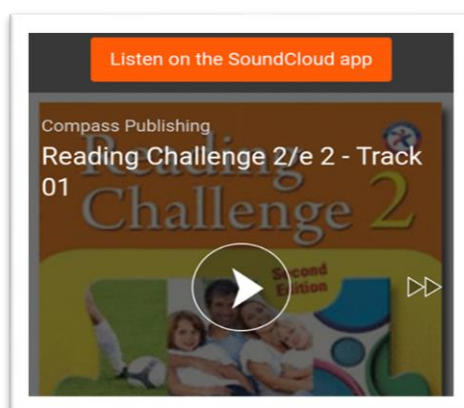 Listen on the SoundCloud app
Compass Publishing
Reading Challenge 2/e 2 - Track
01
Reading
Challenge 2
Second
Edition